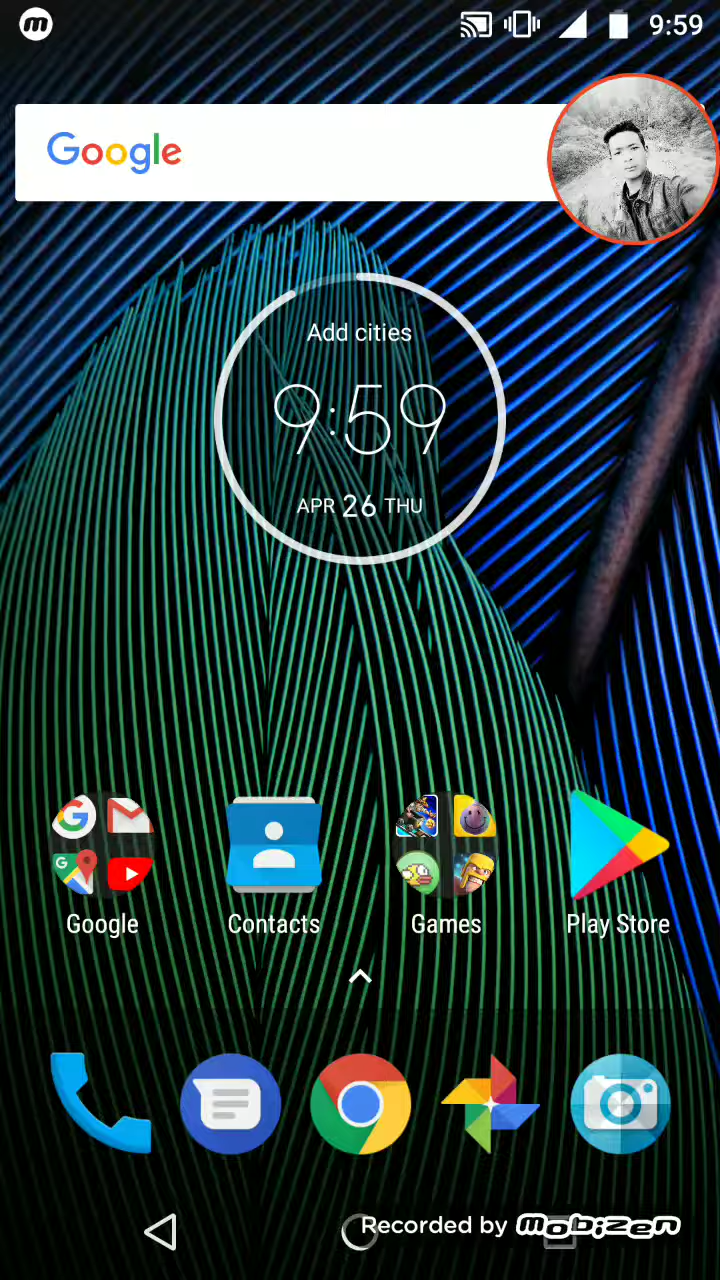 m 9:59
Google
Add cities
9:59
APR 26 THU
Google Contacts Games Play Store
Recorded by mobizen